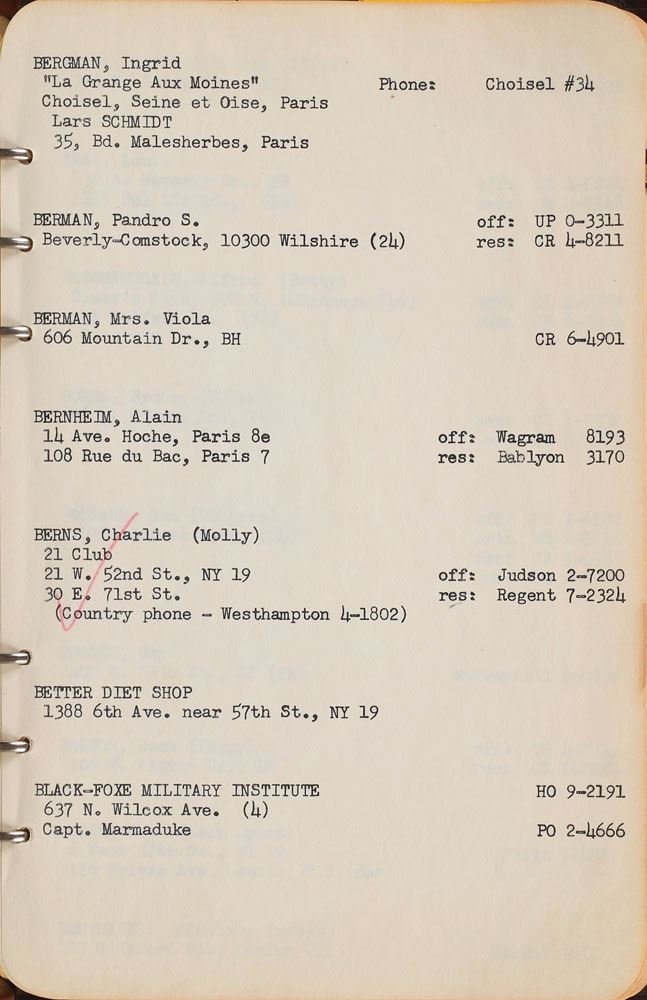 BERGMAN, Ingrid
"La Grange Aux Moines" Phone: Choisel #34
Choisel, Seine et Oise, Paris
Lars SCHMIDT
35, Bd. Malesherbes, Paris
BERMAN, Pandro S. off: UP 0-3311
Beverly-Comstock, 10300 Wilshire (24) res: CR 4-8211
BERMAN, Mrs. Viola
606 Mountain Dr., BH CR 6-4901
BERNHEIM, Alain
14 Ave. Hoche, Paris 8e off: Wagram 8193
108 Rue du Bac, Paris 7 res: Bablyon 3170
BERNS, Charlie (Molly)
21 Club
21 W. 52nd St., NY 19 off: Judson 2-7200
30 E. 71st St. res: Regent 7-2324
(Country phone - Westhampton 4-1802)
BETTER DIET SHOP
1388 6th Ave. near 57th St., NY 19
BLACK-FOXE MILITARY INSTITUTE HO 9-2191
637 N. Wilcox Ave. (4)
Capt. Marmaduke PO 2-4666